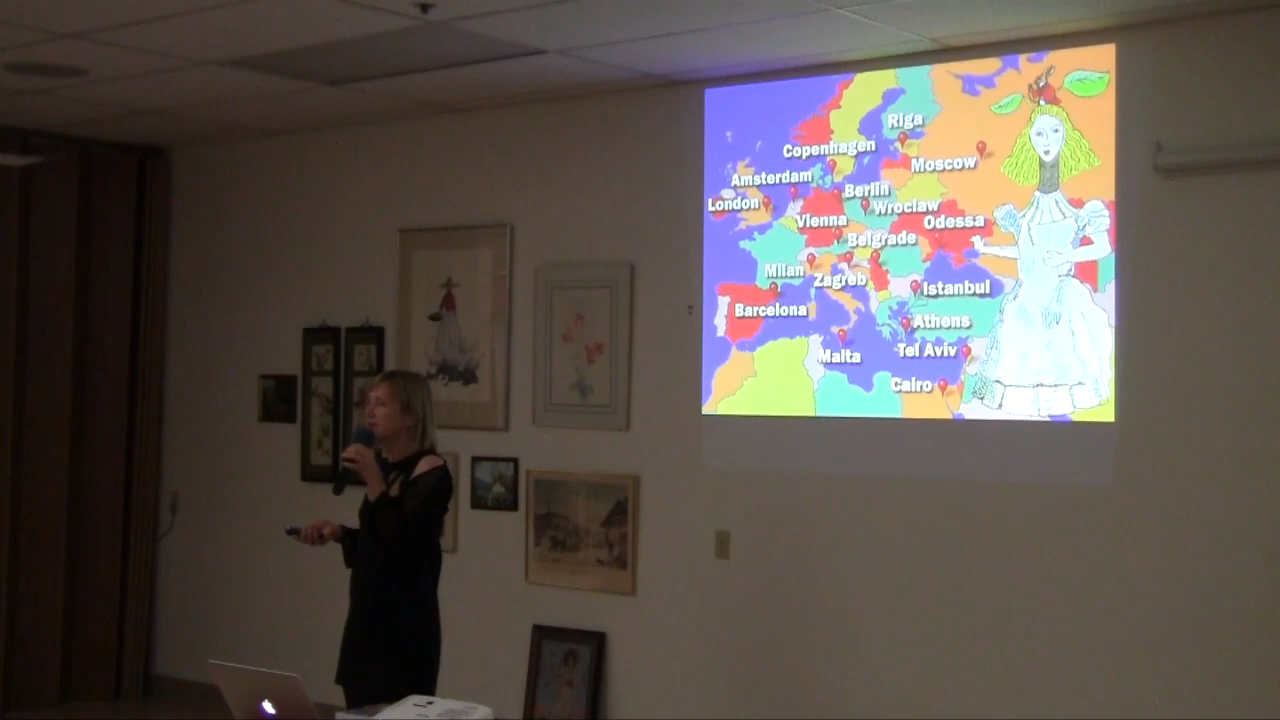 Riga
Copenhagen
Moscow
Amsterdam
Berlin
London
Wroclaw
Vienna
Odessa
Belgrade
Milan
Zagreb
Istanbul
Barcelona
Athens
Malta
Tel Aviv
Cairo